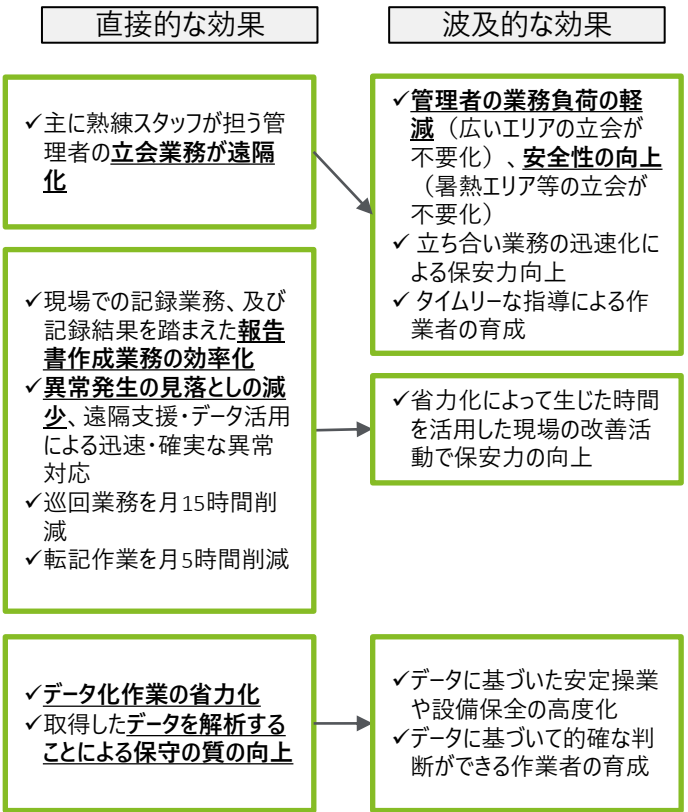 直接的な効果
波及的な効果
✓主に熟練スタッフが担う管
理者の立会業務が遠隔
化
✓管理者の業務負荷の軽
減（広いエリアの立会が
不要化）、安全性の向上
（暑熱エリア等の立会が
不要化）
✓ 立ち合い業務の迅速化に
よる保安力向上
✓ タイムリーな指導による作
業者の育成
✓現場での記録業務、及び
記録結果を踏まえた報告
書作成業務の効率化
✓異常発生の見落としの減
少、遠隔支援・データ活用
による迅速・確実な異常
対応
✓巡回業務を月15時間削
減
✓転記作業を月5時間削減
✓省力化によって生じた時間
を活用した現場の改善活
動で保安力の向上
✓データ化作業の省力化
✓取得したデータを解析する
ことによる保守の質の向上
✓データに基づいた安定操業
や設備保全の高度化
✓データに基づいて的確な判
断ができる作業者の育成